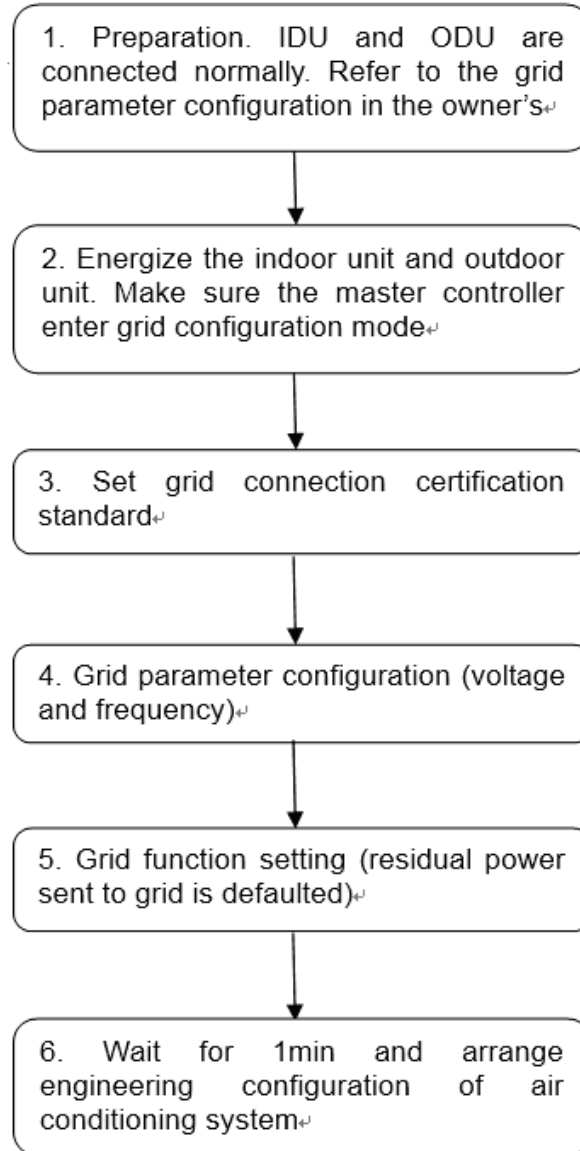 1. Preparation. IDU and ODU are
connected normally. Refer to the grid
parameter configuration in the owner's↵
2. Energize the indoor unit and outdoor
unit. Make sure the master controller
enter grid configuration mode↵
3. Set grid connection certification
standard↵
4. Grid parameter configuration (voltage
and frequency)↵
5. Grid function setting (residual power
sent to grid is defaulted)↵
6. Wait for 1min and arrange
engineering configuration of air
conditioning system↵